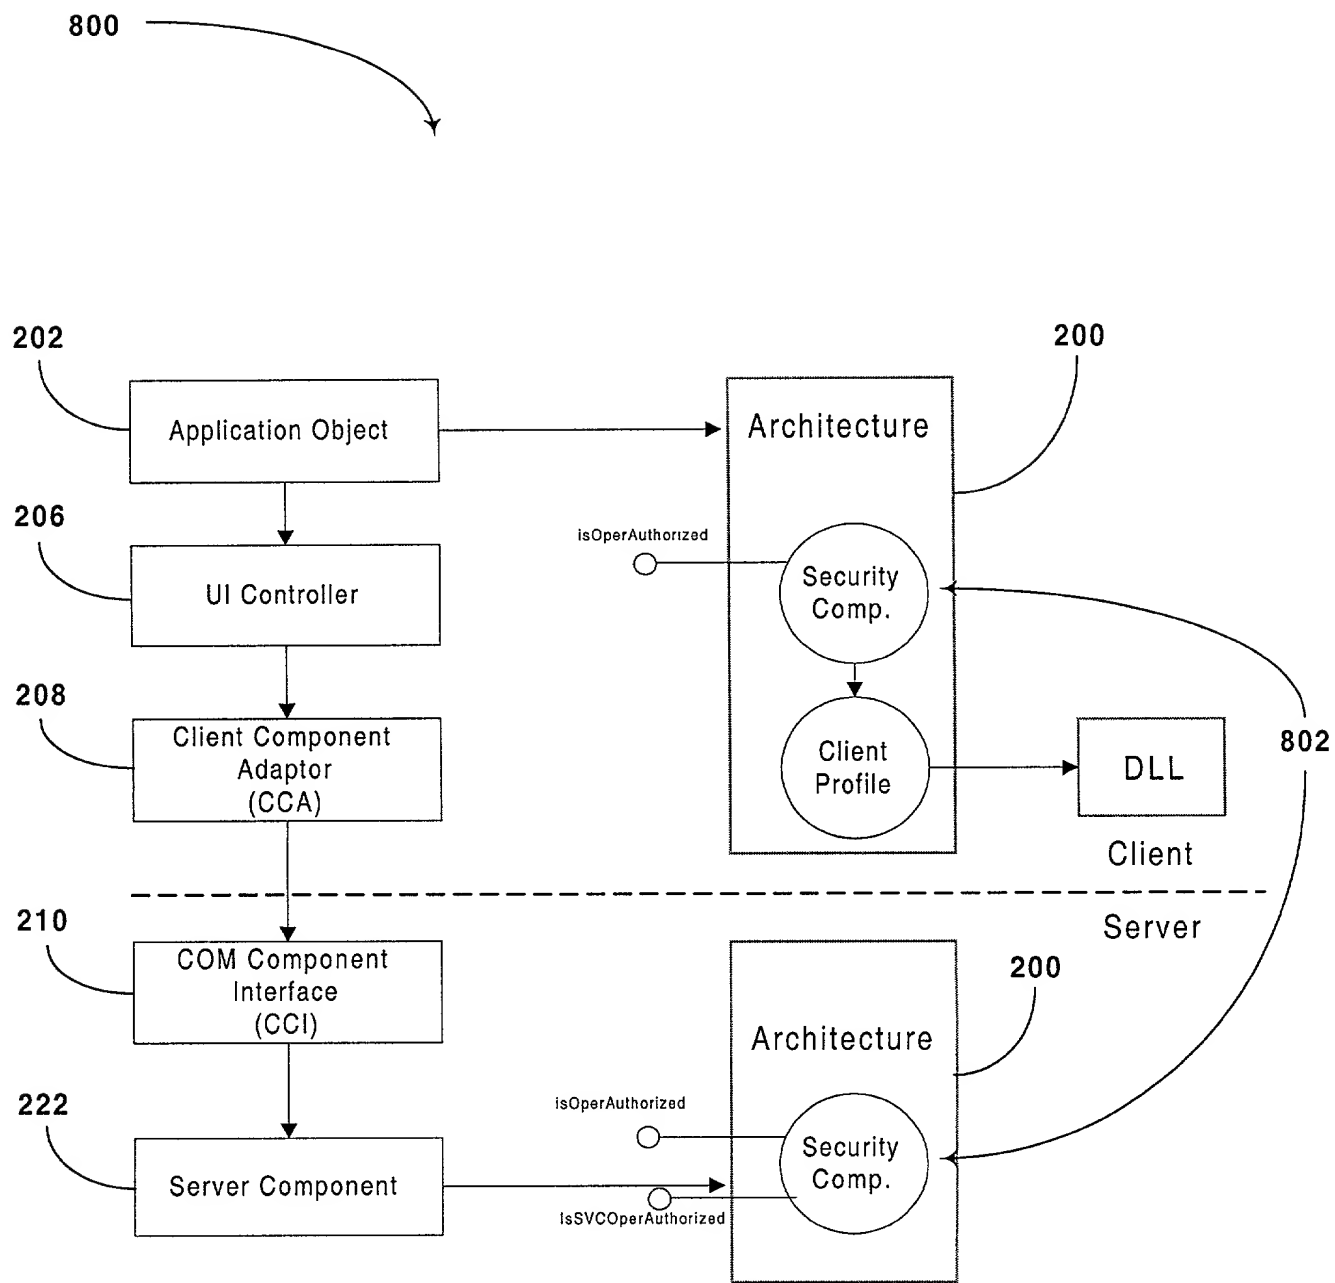 800
202
200
Application Object
Architecture
206
isOperAuthorized
UI Controller
Security
Comp.
208
Client Component
Adaptor
(CCA)
Client
Profile
DLL
802
Client
210
Server
COM Component
Interface
(CCI)
200
Architecture
222
isOperAuthorized
Server Component
Security
Comp.
IsSVCOperAuthorized